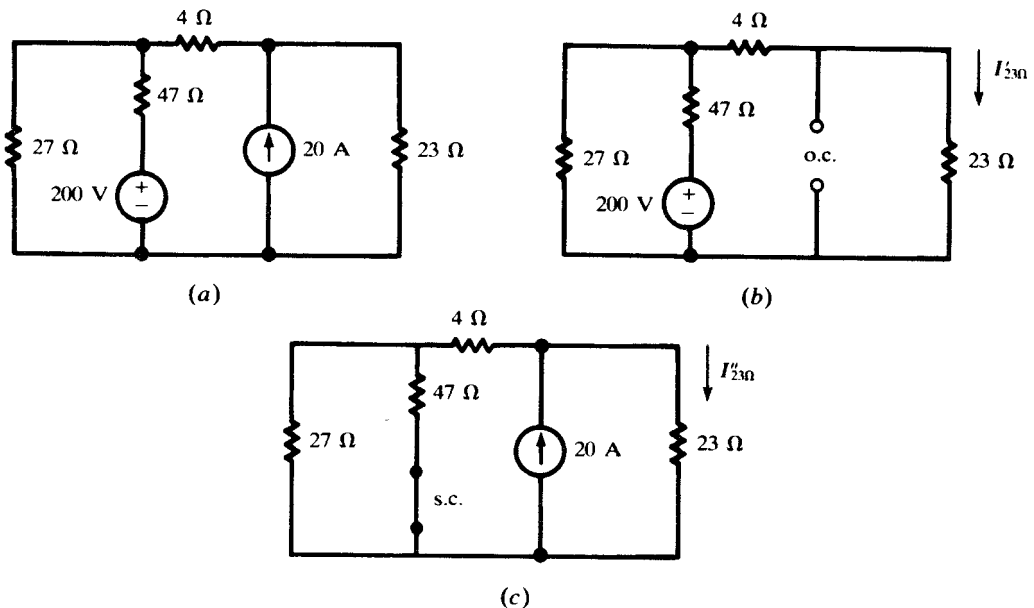 4 Ω
47 Ω
27 Ω
20 A
23 Ω
200 V
+
−
(a)
4 Ω
I′23Ω
47 Ω
27 Ω
o.c.
23 Ω
200 V
+
−
(b)
4 Ω
I″23Ω
47 Ω
27 Ω
20 A
23 Ω
s.c.
(c)